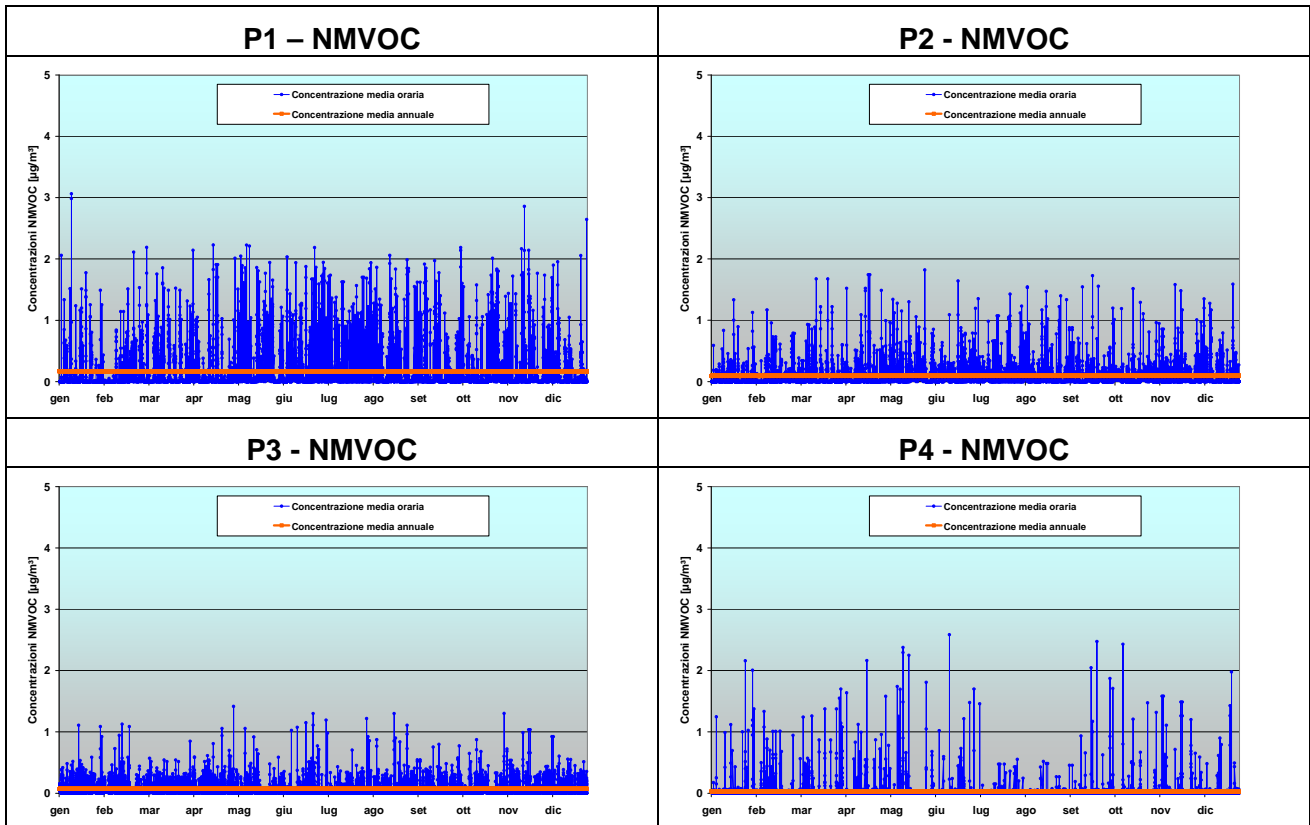 P1 – NMVOC
P2 - NMVOC
Concentrazioni NMVOC [µg/m³]
5
4
3
2
1
0
Concentrazione media oraria
Concentrazione media annuale
gen feb mar apr mag giu lug ago set ott nov dic
Concentrazioni NMVOC [µg/m³]
5
4
3
2
1
0
Concentrazione media oraria
Concentrazione media annuale
gen feb mar apr mag giu lug ago set ott nov dic
P3 - NMVOC
P4 - NMVOC
Concentrazioni NMVOC [µg/m³]
5
4
3
2
1
0
Concentrazione media oraria
Concentrazione media annuale
gen feb mar apr mag giu lug ago set ott nov dic
Concentrazioni NMVOC [µg/m³]
5
4
3
2
1
0
Concentrazione media oraria
Concentrazione media annuale
gen feb mar apr mag giu lug ago set ott nov dic